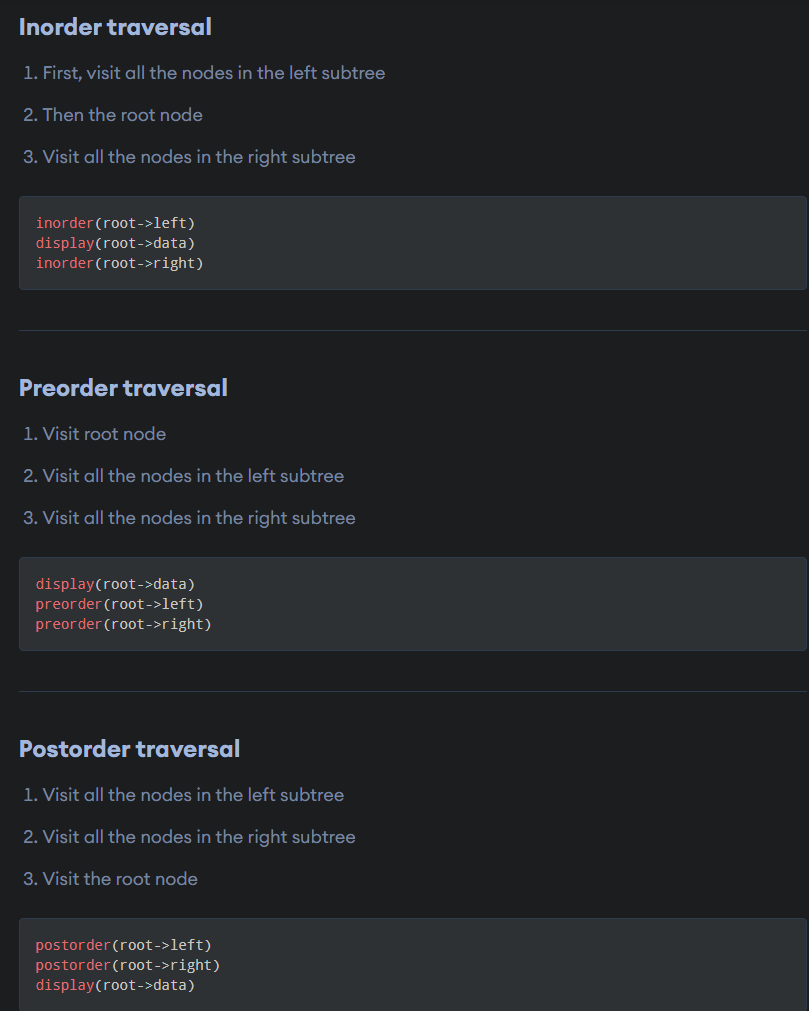 Inorder traversal
1. First, visit all the nodes in the left subtree
2. Then the root node
3. Visit all the nodes in the right subtree
inorder(root->left)
display(root->data)
inorder(root->right)
Preorder traversal
1. Visit root node
2. Visit all the nodes in the left subtree
3. Visit all the nodes in the right subtree
display(root->data)
preorder(root->left)
preorder(root->right)
Postorder traversal
1. Visit all the nodes in the left subtree
2. Visit all the nodes in the right subtree
3. Visit the root node
postorder(root->left)
postorder(root->right)
display(root->data)